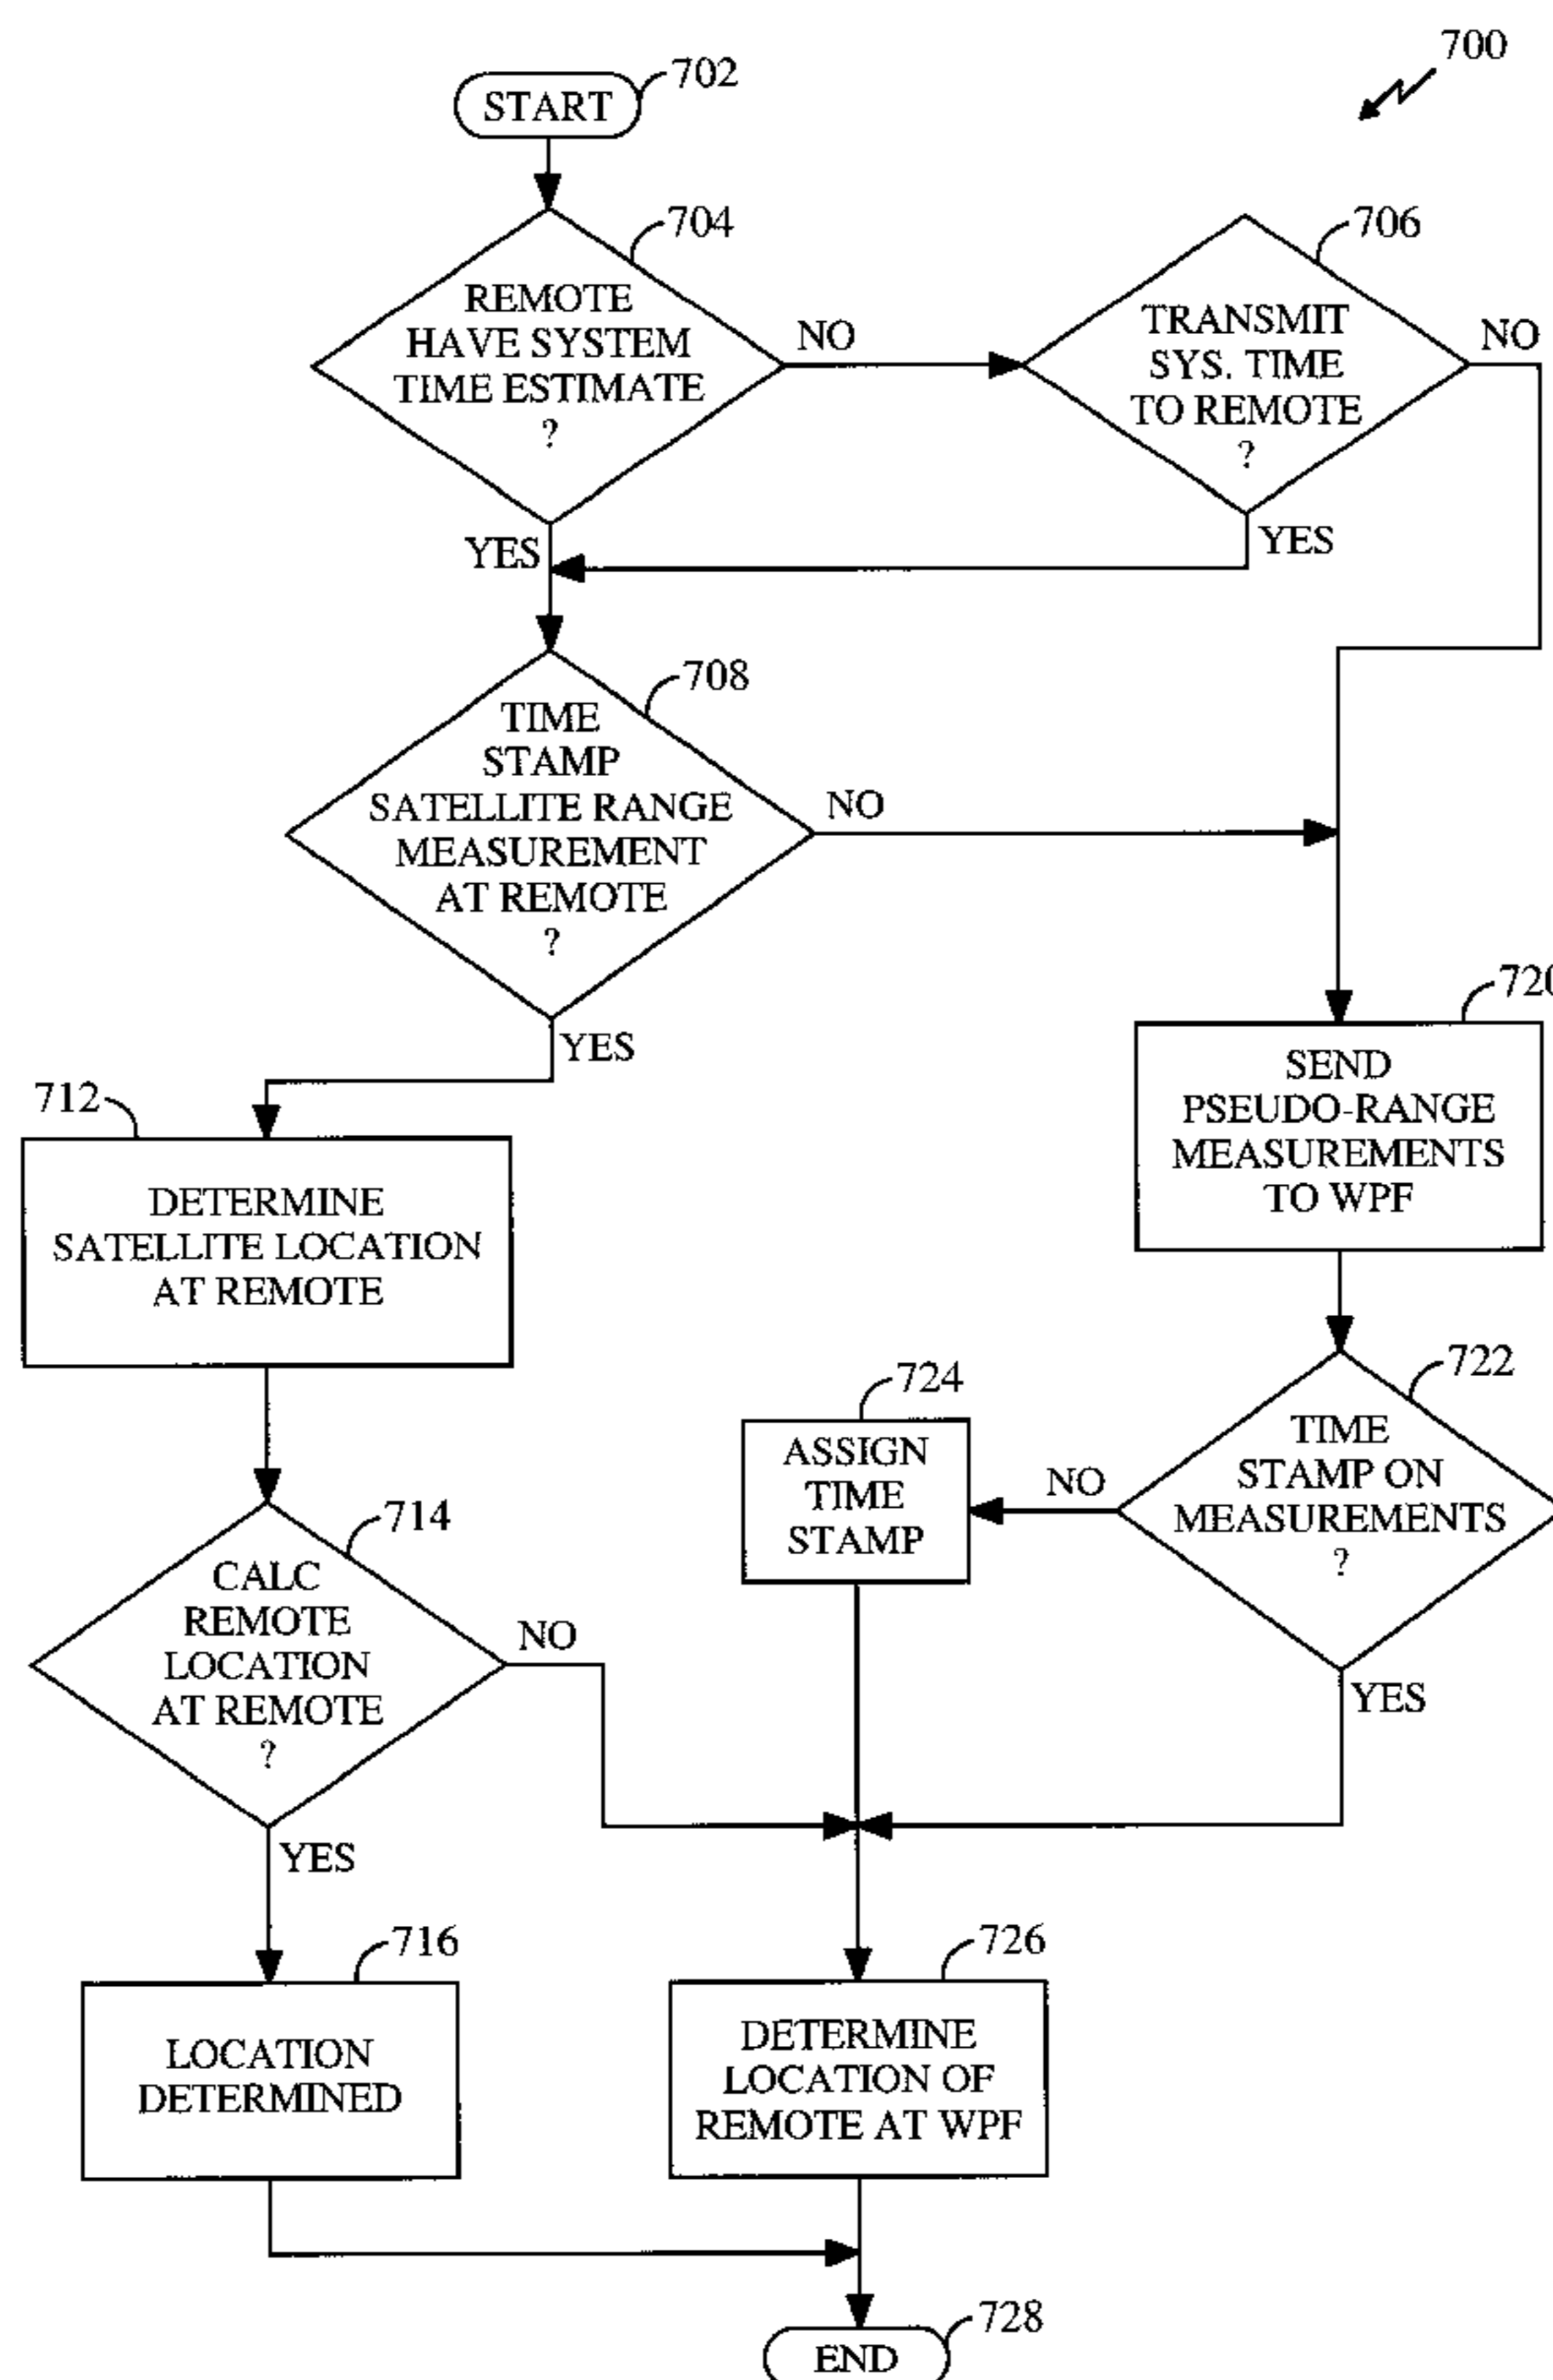 700
START
702
704
REMOTE
HAVE SYSTEM
TIME ESTIMATE
?
NO
YES
706
TRANSMIT
SYS. TIME
TO REMOTE
?
NO
YES
708
TIME
STAMP
SATELLITE RANGE
MEASUREMENT
AT REMOTE
?
NO
YES
712
DETERMINE
SATELLITE LOCATION
AT REMOTE
720
SEND
PSEUDO-RANGE
MEASUREMENTS
TO WPF
722
TIME
STAMP ON
MEASUREMENTS
?
NO
YES
724
ASSIGN
TIME
STAMP
714
CALC
REMOTE
LOCATION
AT REMOTE
?
NO
YES
716
LOCATION
DETERMINED
726
DETERMINE
LOCATION OF
REMOTE AT WPF
728
END